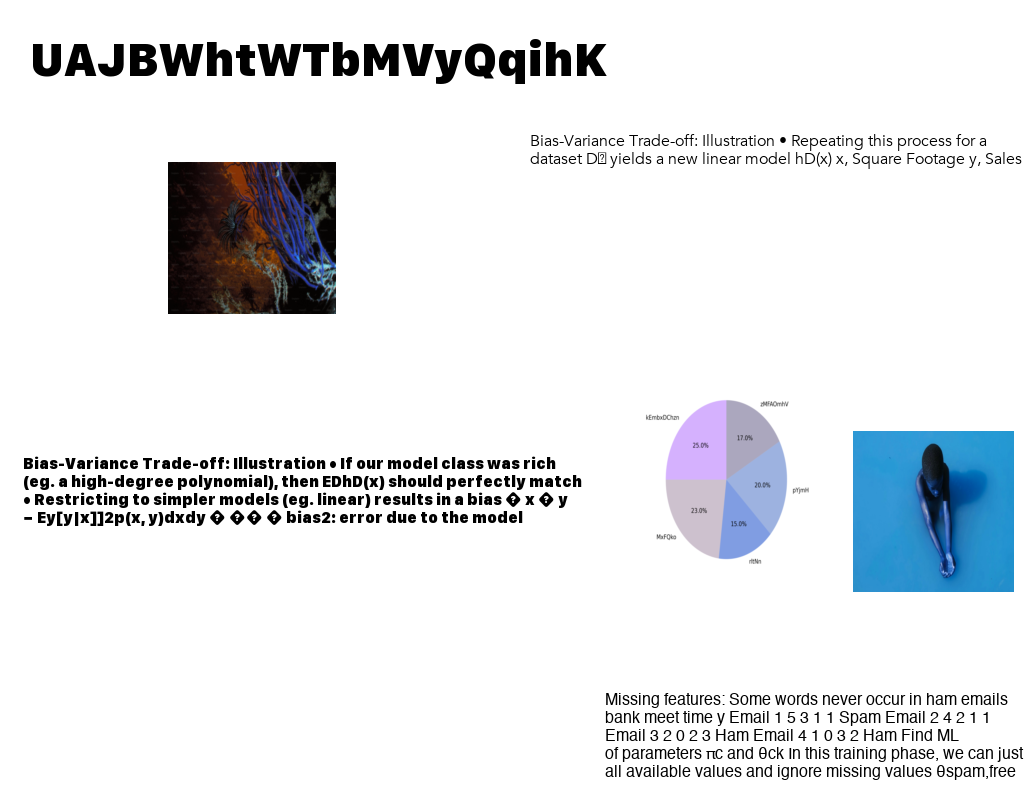 UAJBWhtWTbMVyQqihK
Bias-Variance Trade-off: Illustration • Repeating this process for a
dataset D� yields a new linear model hD(x) x, Square Footage y, Sales
kEmbxDChzn
zMFAOmhV
25.0%
17.0%
20.0%
pYjmH
23.0%
15.0%
MxFQko
rItNn
Bias-Variance Trade-off: Illustration • If our model class was rich
(eg. a high-degree polynomial), then EDhD(x) should perfectly match
• Restricting to simpler models (eg. linear) results in a bias � x � y
− Ey[y|x]]2p(x, y)dxdy � �� � bias2: error due to the model
Missing features: Some words never occur in ham emails
bank meet time y Email 1 5 3 1 1 Spam Email 2 4 2 1 1
Email 3 2 0 2 3 Ham Email 4 1 0 3 2 Ham Find ML
of parameters πc and θck In this training phase, we can just
all available values and ignore missing values θspam,free